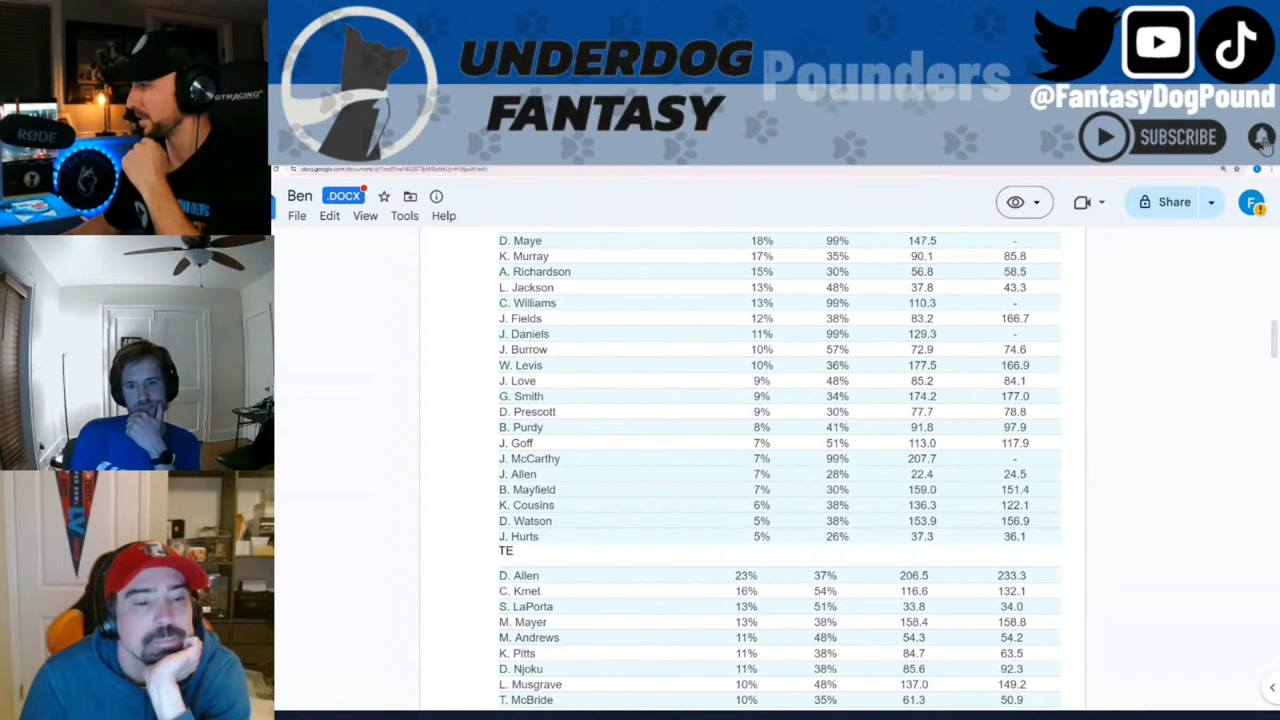 UNDERDOG
FANTASY
Pounders
@FantasyDogPound
SUBSCRIBE
GTRACING
RØDE
Ben
.DOCX
File Edit View Tools Help
Share
F
D. Maye 18% 99% 147.5 -
K. Murray 17% 35% 90.1 85.8
A. Richardson 15% 30% 56.8 58.5
L. Jackson 13% 48% 37.8 43.3
C. Williams 13% 99% 110.3 -
J. Fields 12% 38% 83.2 166.7
J. Daniels 11% 99% 129.3 -
J. Burrow 10% 57% 72.9 74.6
W. Levis 10% 36% 177.5 166.9
J. Love 9% 48% 85.2 84.1
G. Smith 9% 34% 174.2 177.0
D. Prescott 9% 30% 77.7 78.8
B. Purdy 8% 41% 91.8 97.9
J. Goff 7% 51% 113.0 117.9
J. McCarthy 7% 99% 207.7 -
J. Allen 7% 28% 22.4 24.5
B. Mayfield 7% 30% 159.0 151.4
K. Cousins 6% 38% 136.3 122.1
D. Watson 5% 38% 153.9 156.9
J. Hurts 5% 26% 37.3 36.1
TE
D. Allen 23% 37% 206.5 233.3
C. Kmet 16% 54% 116.6 132.1
S. LaPorta 13% 51% 33.8 34.0
M. Mayer 13% 38% 158.4 158.8
M. Andrews 11% 48% 54.3 54.2
K. Pitts 11% 38% 84.7 63.5
D. Njoku 11% 38% 85.6 92.3
L. Musgrave 10% 48% 137.0 149.2
T. McBride 10% 35% 61.3 50.9